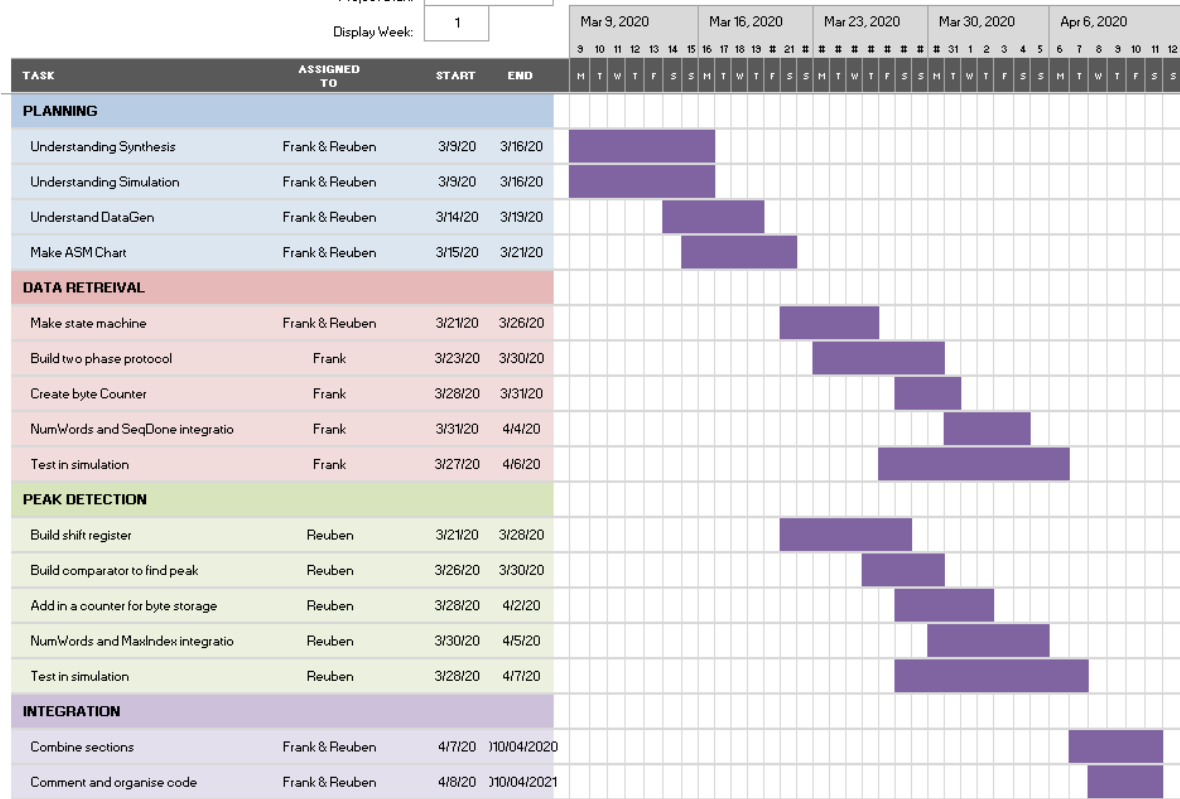 Display Week: 1
Mar 9, 2020 Mar 16, 2020 Mar 23, 2020 Mar 30, 2020 Apr 6, 2020
9 10 11 12 13 14 15 16 17 18 19 # 21 # # # # # # # # # 31 1 2 3 4 5 6 7 8 9 10 11 12
TASK ASSIGNED TO START END M T W T F S S M T W T F S S M T W T F S S M T W T F S S M T W T F S S
PLANNING
Understanding Synthesis Frank & Reuben 3/9/20 3/16/20
Understanding Simulation Frank & Reuben 3/9/20 3/16/20
Understand DataGen Frank & Reuben 3/14/20 3/19/20
Make ASM Chart Frank & Reuben 3/15/20 3/21/20
DATA RETREIVAL
Make state machine Frank & Reuben 3/21/20 3/26/20
Build two phase protocol Frank 3/23/20 3/30/20
Create byte Counter Frank 3/28/20 3/31/20
NumWords and SeqDone integratio Frank 3/31/20 4/4/20
Test in simulation Frank 3/27/20 4/6/20
PEAK DETECTION
Build shift register Reuben 3/21/20 3/28/20
Build comparator to find peak Reuben 3/26/20 3/30/20
Add in a counter for byte storage Reuben 3/28/20 4/2/20
NumWords and MaxIndex integratio Reuben 3/30/20 4/5/20
Test in simulation Reuben 3/28/20 4/7/20
INTEGRATION
Combine sections Frank & Reuben 4/7/20 10/04/2020
Comment and organise code Frank & Reuben 4/8/20 10/04/2021